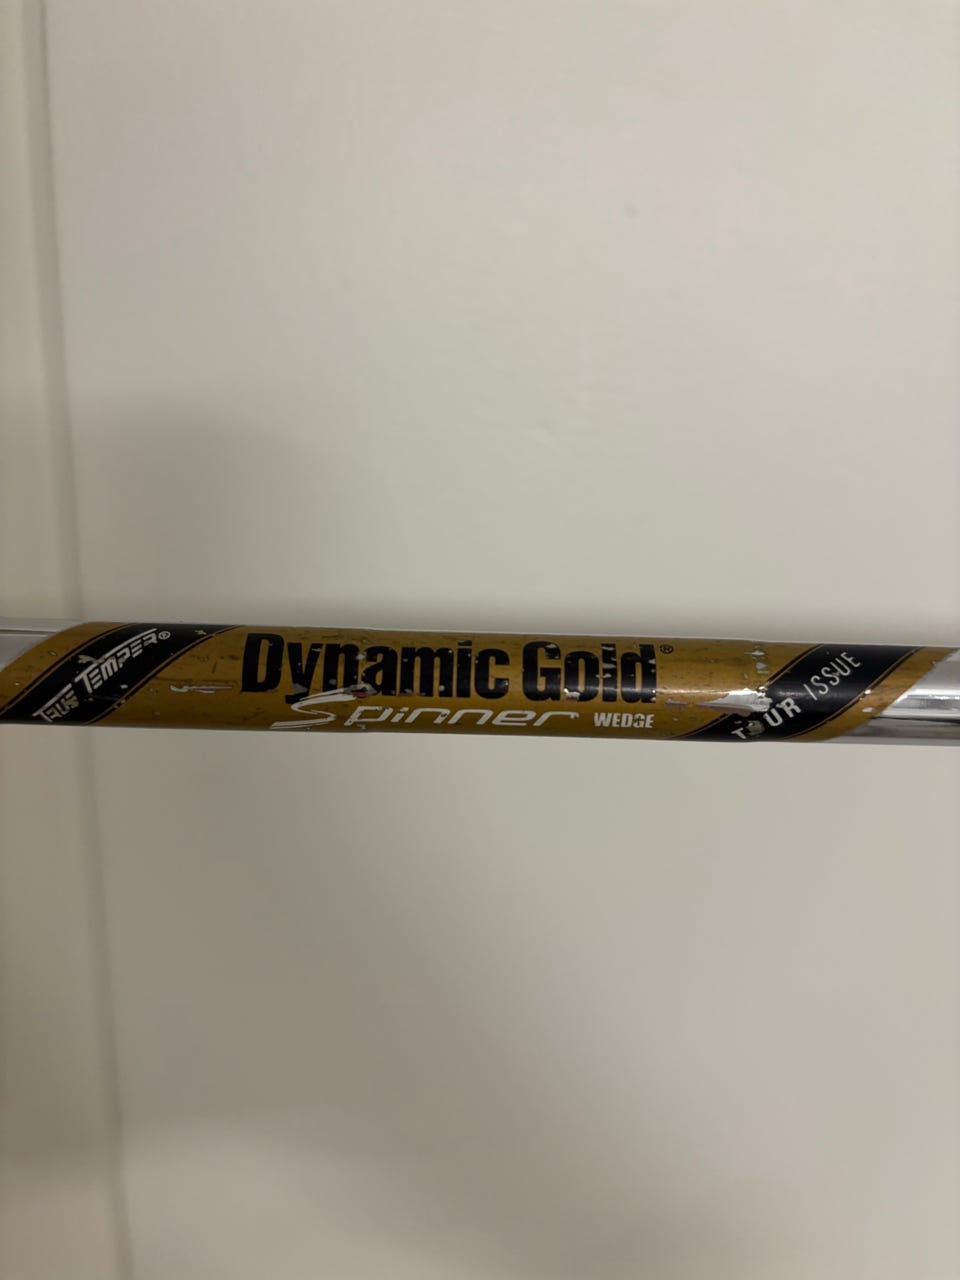 TRUE TEMPER®
Dynamic Gold®
Spinner WEDGE
TOUR ISSUE